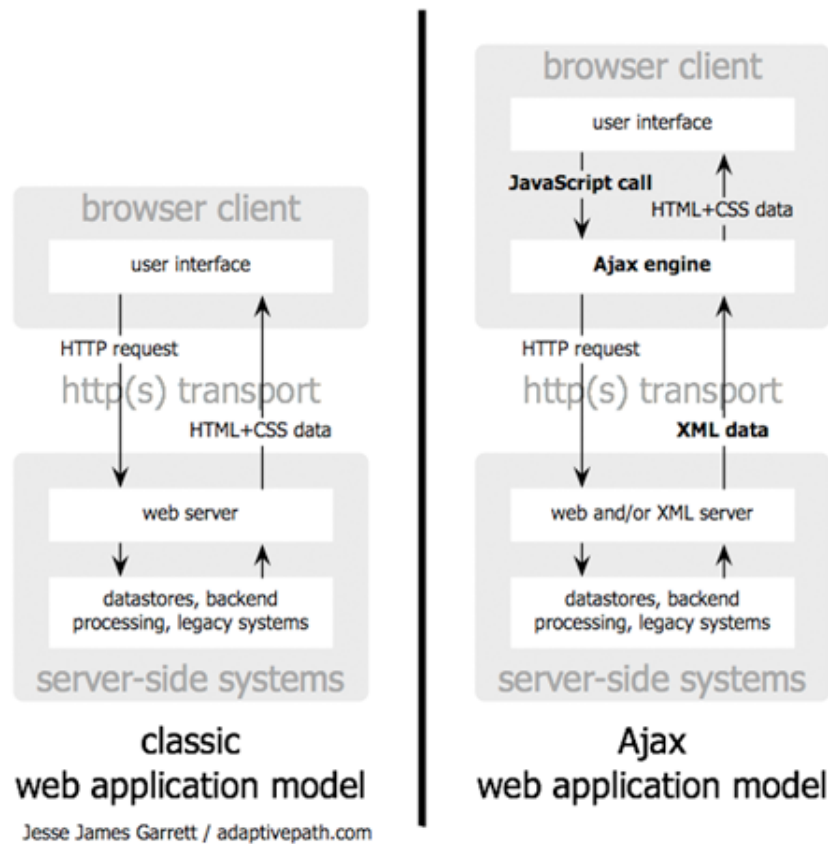 browser client
user interface
HTTP request
http(s) transport
HTML+CSS data
web server
datastores, backend
processing, legacy systems
server-side systems
classic
web application model
Jesse James Garrett / adaptivepath.com
browser client
user interface
JavaScript call
HTML+CSS data
Ajax engine
HTTP request
http(s) transport
XML data
web and/or XML server
datastores, backend
processing, legacy systems
server-side systems
Ajax
web application model